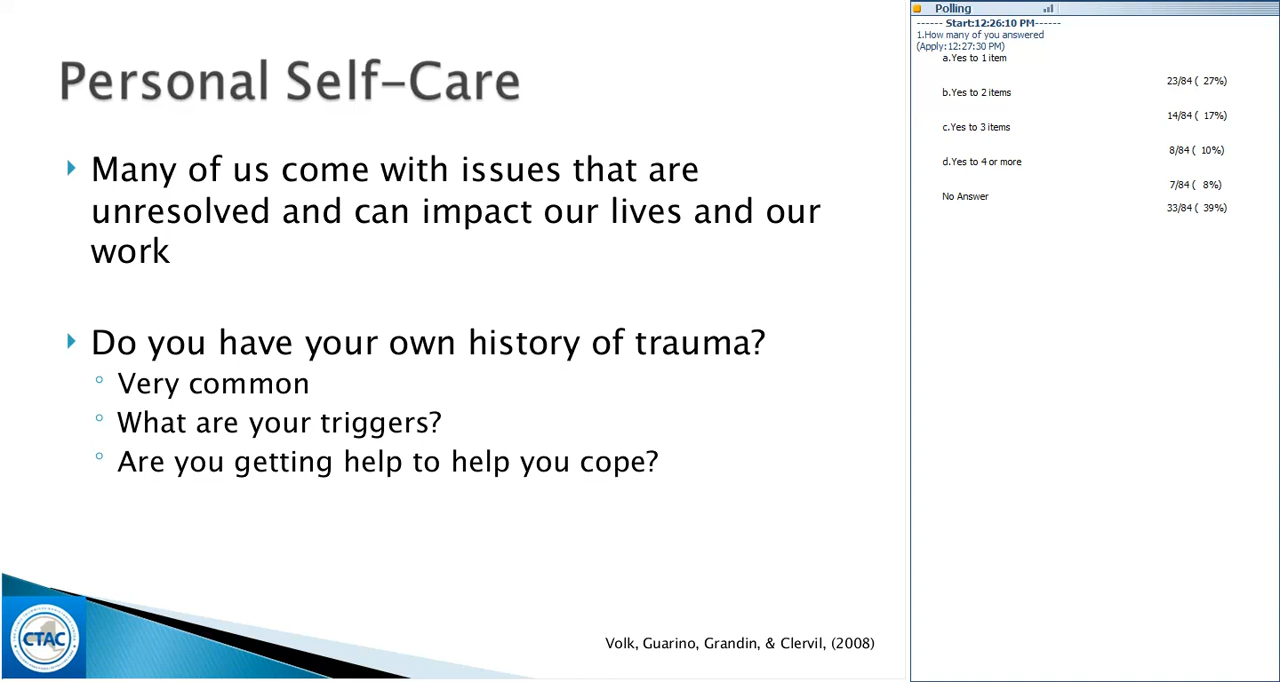 Personal Self-Care
Many of us come with issues that are
unresolved and can impact our lives and our
work
Do you have your own history of trauma?
Very common
What are your triggers?
Are you getting help to help you cope?
CTAC
Volk, Guarino, Grandin, & Clervil, (2008)
Polling
------ Start:12:26:10 PM------
1.How many of you answered
(Apply:12:27:30 PM)
a.Yes to 1 item
23/84 ( 27%)
b.Yes to 2 items
14/84 ( 17%)
c.Yes to 3 items
8/84 ( 10%)
d.Yes to 4 or more
7/84 ( 8%)
No Answer
33/84 ( 39%)